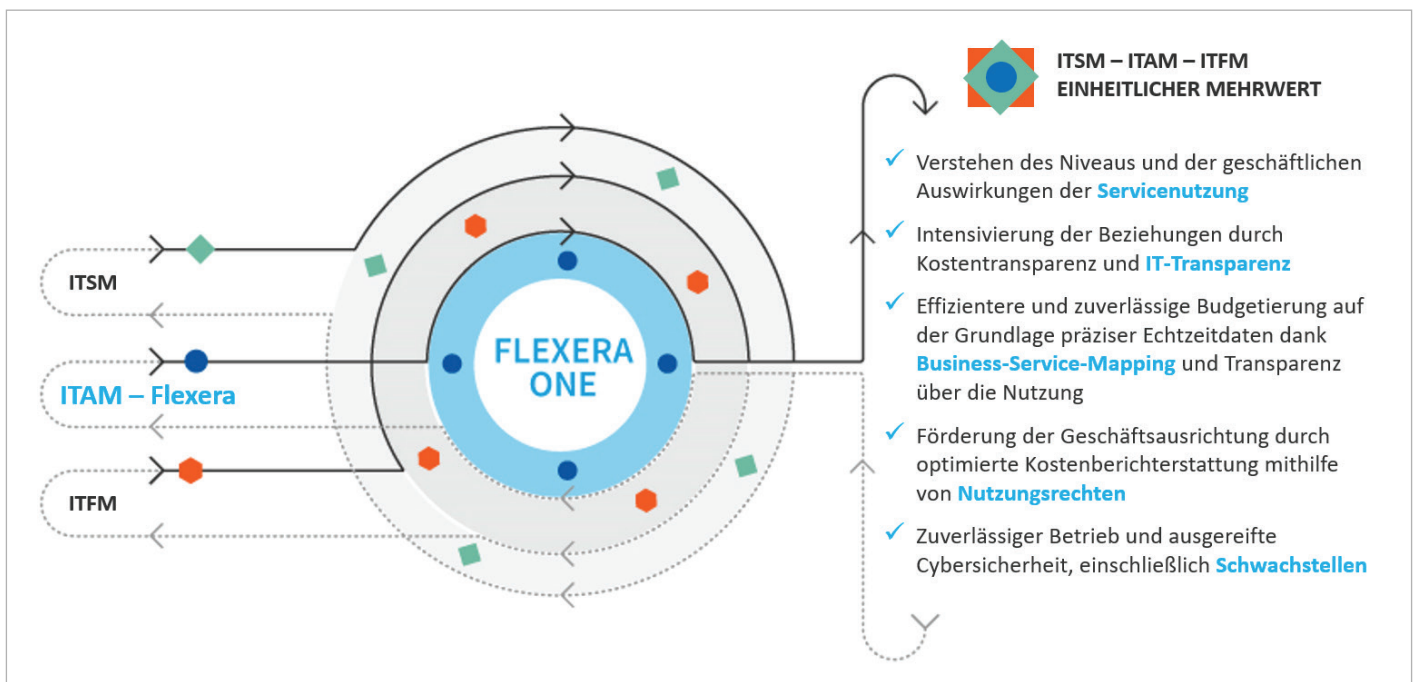 ITSM
ITAM – Flexera
ITFM
FLEXERA
ONE
ITSM – ITAM – ITFM
EINHEITLICHER MEHRWERT
Verstehen des Niveaus und der geschäftlichen
Auswirkungen der Servicenutzung
Intensivierung der Beziehungen durch
Kostentransparenz und IT-Transparenz
Effizientere und zuverlässige Budgetierung auf
der Grundlage präziser Echtzeitdaten dank
Business-Service-Mapping und Transparenz
über die Nutzung
Förderung der Geschäftsausrichtung durch
optimierte Kostenberichterstattung mithilfe
von Nutzungsrechten
Zuverlässiger Betrieb und ausgereifte
Cybersicherheit, einschließlich Schwachstellen